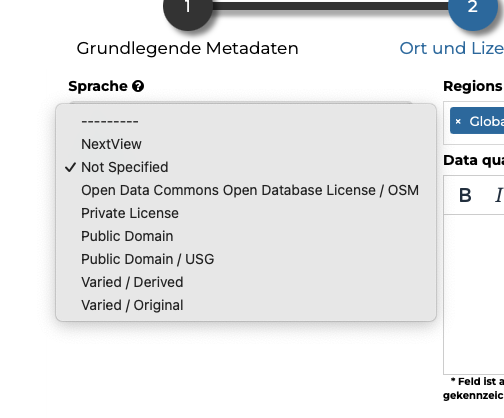 1
2
Grundlegende Metadaten
Ort und Lize
Sprache ?
---------
NextView
✓ Not Specified
Open Data Commons Open Database License / OSM
Private License
Public Domain
Public Domain / USG
Varied / Derived
Varied / Original
Regions
× Globa
Data qua
B I
* Feld ist a
gekennzeic